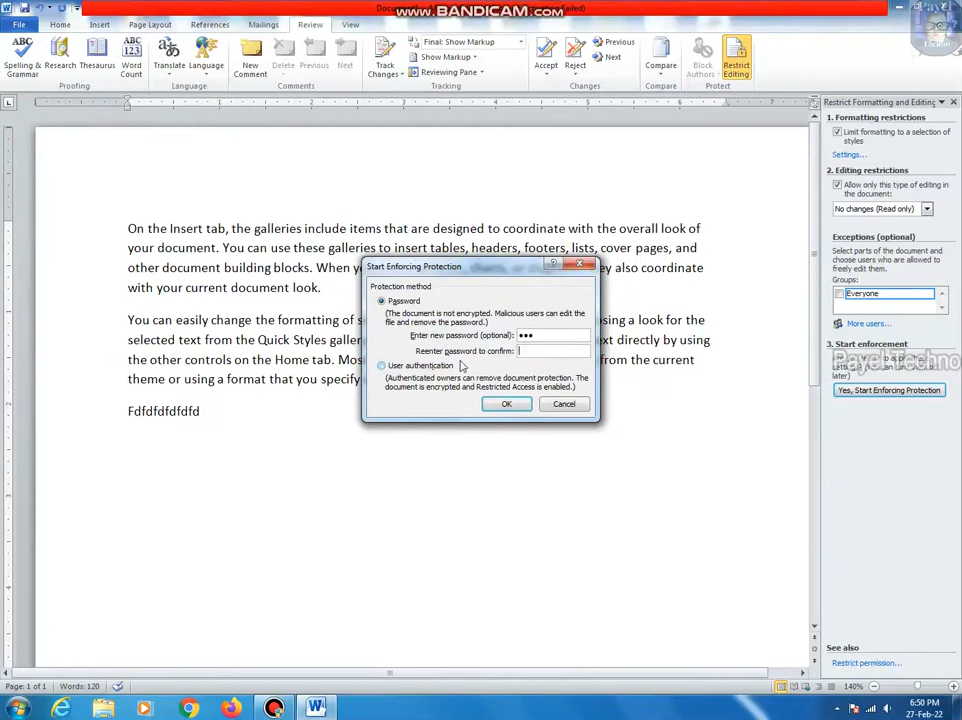 Docum
Failed)
www.BANDICAM.com
File Home Insert Page Layout References Mailings Review View
Spelling & Grammar
Research
Thesaurus
Word Count
Translate
Language
New Comment
Delete
Previous
Next
Track Changes
Final: Show Markup
Show Markup
Reviewing Pane
Accept
Reject
Previous
Next
Compare
Block Authors
Restrict Editing
Proofing Language Comments Tracking Changes Compare Protect
Restrict Formatting and Editing
1. Formatting restrictions
Limit formatting to a selection of
styles
Settings...
2. Editing restrictions
Allow only this type of editing in
the document:
No changes (Read only)
Exceptions (optional)
Select parts of the document and
choose users who are allowed to
freely edit them.
Groups:
Everyone
More users...
3. Start enforcement
Payel Techno
later)
Yes, Start Enforcing Protection
See also
Restrict permission...
On the Insert tab, the galleries include items that are designed to coordinate with the overall look of
your document. You can use these galleries to insert tables, headers, footers, lists, cover pages, and
other document building blocks. When y
ey also coordinate
with your current document look.
You can easily change the formatting of s
sing a look for the
selected text from the Quick Styles galler
ext directly by using
the other controls on the Home tab. Mos
from the current
theme or using a format that you specify
Fdfdfdfdfdfd
Start Enforcing Protection
Protection method
Password
(The document is not encrypted. Malicious users can edit the
file and remove the password.)
Enter new password (optional): •••
Reenter password to confirm:
User authentication
(Authenticated owners can remove document protection. The
document is encrypted and Restricted Access is enabled.)
OK Cancel
Page: 1 of 1 Words: 120 140%
6:50 PM
27-Feb-22